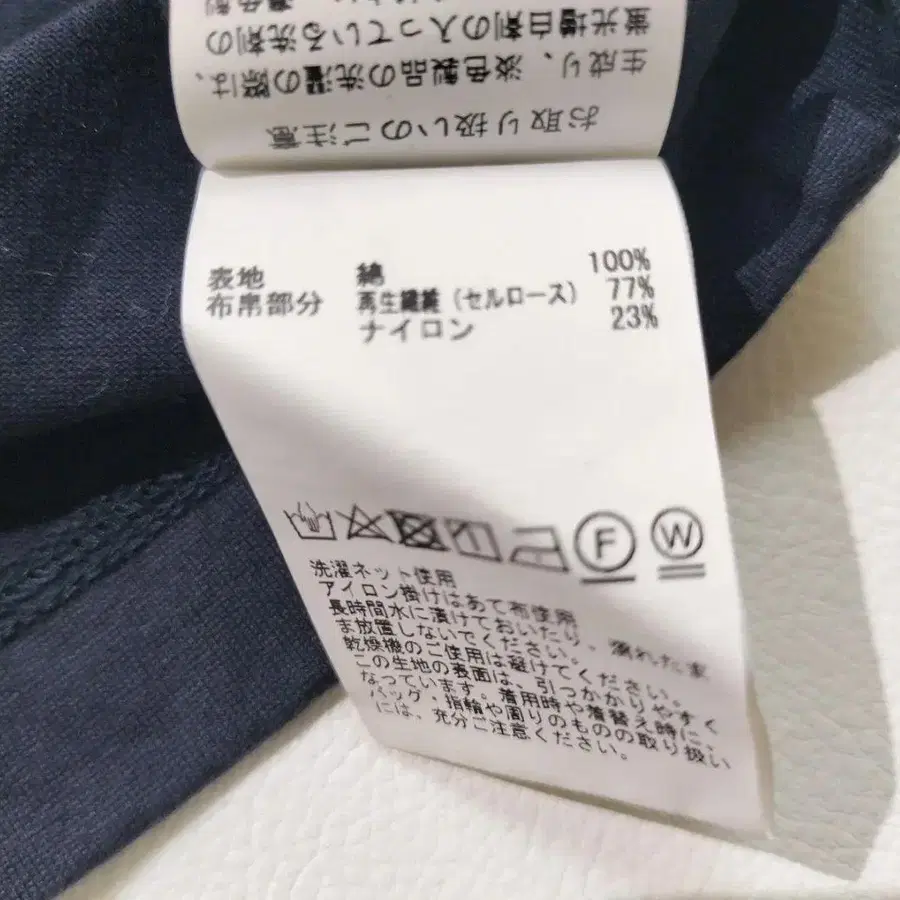 お取り扱いのご注意
生成り、淡色製品の洗濯の際は、
蛍光増白剤の入っている洗剤の
表地 綿 100%
布帛部分 再生繊維（セルロース） 77%
ナイロン 23%
F W
洗濯ネット使用
アイロン掛けはあて布使用
長時間水に漬けておいたり、濡れたま
ま放置しないでください。
乾燥機のご使用は避けてください。
この生地の表面は、引っかかりやすく
なっています。着用時や着替え時に、
バッグ・指輪や周りのものの取り扱い
には、充分ご注意ください。